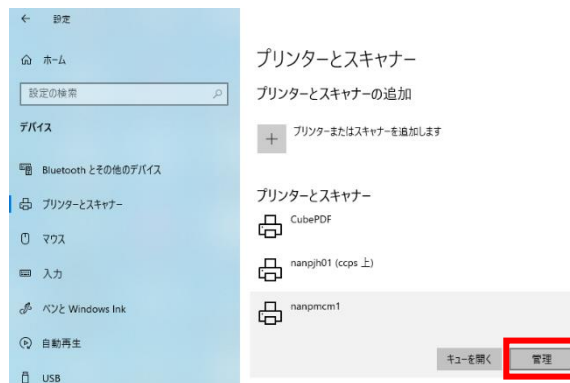 設定
ホーム
設定の検索
デバイス
Bluetooth とその他のデバイス
プリンターとスキャナー
マウス
入力
ペンと Windows Ink
自動再生
USB
プリンターとスキャナー
プリンターとスキャナーの追加
プリンターまたはスキャナーを追加します
プリンターとスキャナー
CubePDF
nanpjh01 (ccps 上)
nanpmcm1
キューを開く
管理